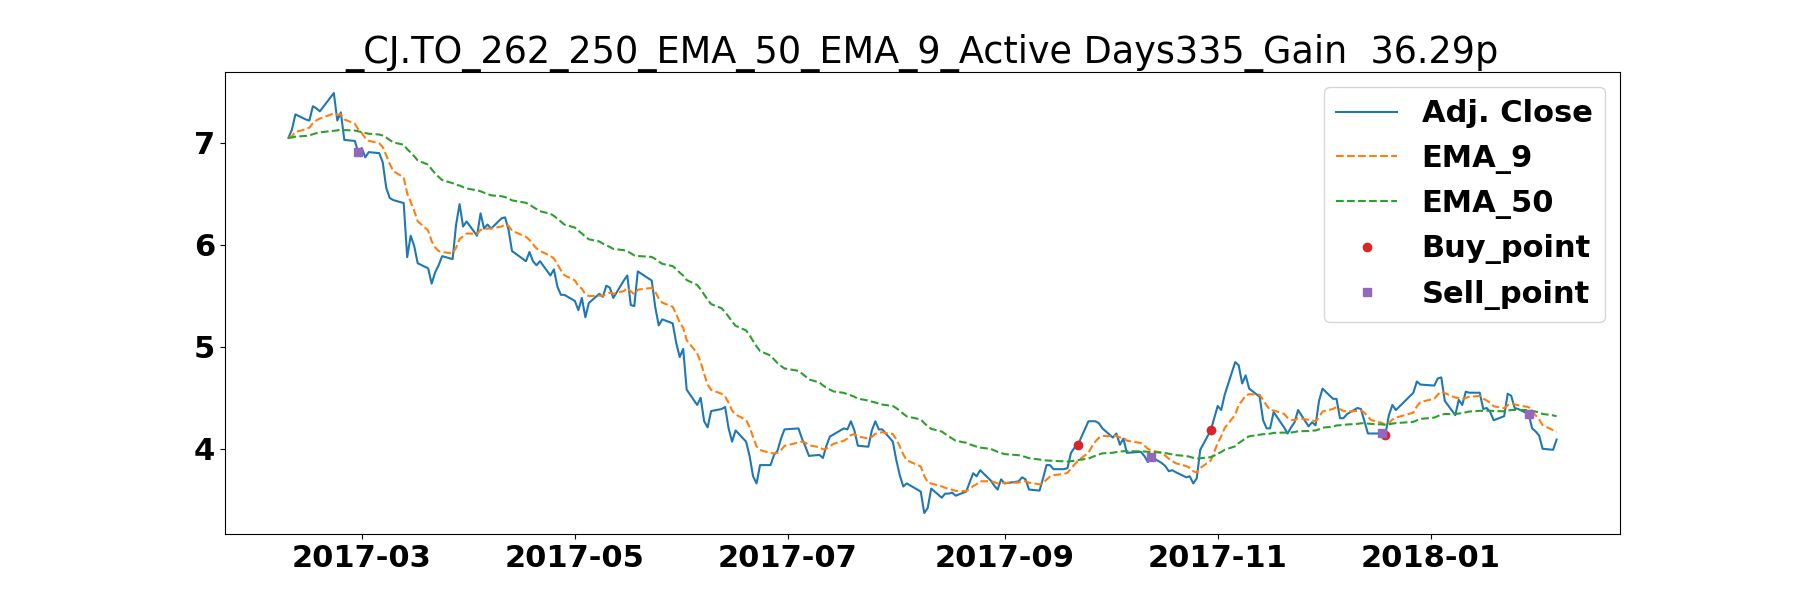 _CJ.TO_262_250_EMA_50_EMA_9_Active Days335_Gain  36.29p
Adj. Close
EMA_9
EMA_50
Buy_point
Sell_point
7
6
5
4
2017-03 2017-05 2017-07 2017-09 2017-11 2018-01